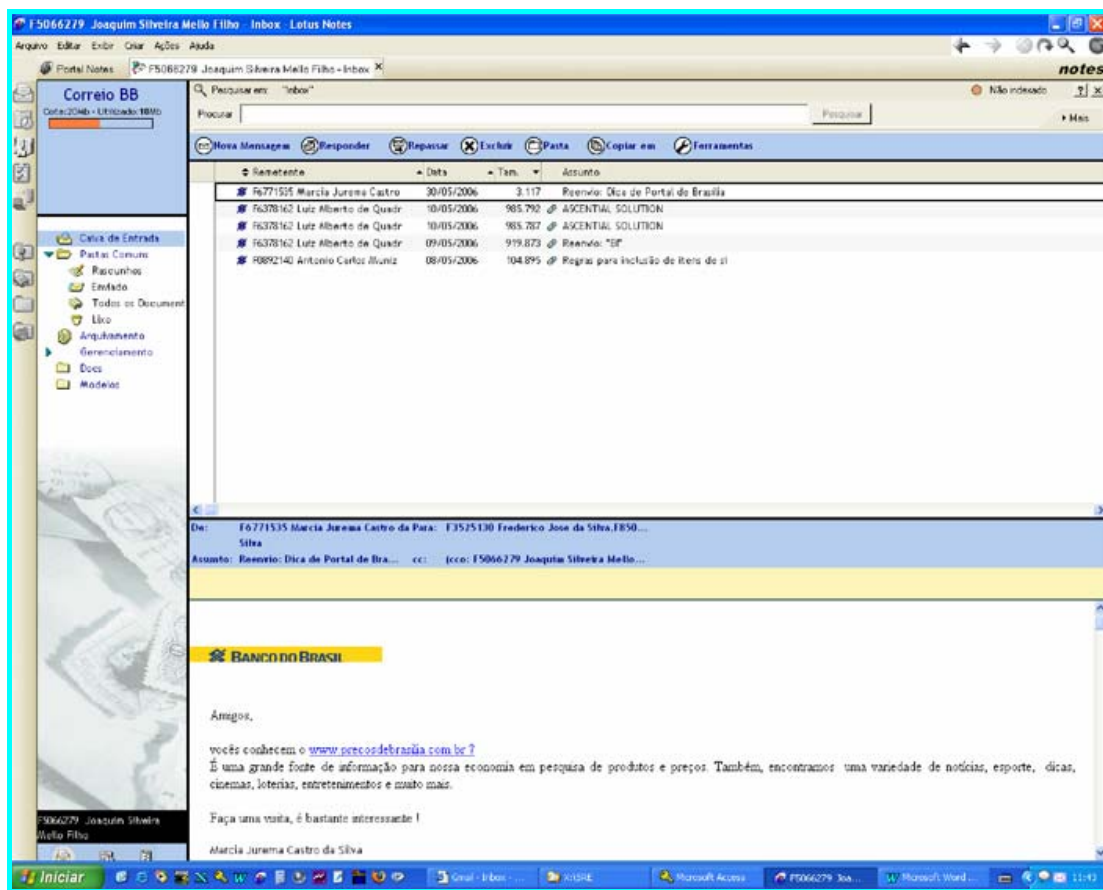 F5066279 Joaquim Silveira Mello Filho - Inbox - Lotus Notes
Arquivo Editar Exibir Criar Ações Ajuda
Portal Notes F5066279 Joaquim Silveira Mello Filho - Inbox
notes
Correio BB
Cota: 20Mb - Utilizado: 18Mb
Pesquisar em: "Inbox"
Não indexado
Procurar
Pesquisar
Mais
Nova Mensagem Responder Repassar Excluir Pasta Copiar em Ferramentas
Remetente Data Tam. Assunto
F6771535 Marcia Jurema Castro 30/05/2006 3.117 Reenvio: Dica de Portal de Brasília
F6378162 Luiz Alberto de Quadr 10/05/2006 985.792 ASCENTIAL SOLUTION
F6378162 Luiz Alberto de Quadr 10/05/2006 985.787 ASCENTIAL SOLUTION
F6378162 Luiz Alberto de Quadr 09/05/2006 919.873 Reenvio: "BI"
F0892140 Antonio Carlos Muniz 08/05/2006 104.895 Regras para inclusão de itens de si
Caixa de Entrada
Pastas Comuns
Rascunhos
Enviado
Todos os Document
Lixo
Arquivamento
Gerenciamento
Docs
Modelos
De: F6771535 Marcia Jurema Castro da Para: F3525130 Frederico Jose da Silva,F850...
Silva
Assunto: Reenvio: Dica de Portal de Bra... cc: (cco: F5066279 Joaquim Silveira Mello...
BANCO DO BRASIL
Amigos,
vocês conhecem o www.precosdebrasilia.com.br ?
É uma grande fonte de informação para nossa economia em pesquisa de produtos e preços. Também, encontramos uma variedade de notícias, esporte, dicas,
cinemas, loterias, entretenimentos e muito mais.
Faça uma visita, é bastante interessante !
Marcia Jurema Castro da Silva
F5066279 Joaquim Silveira
Mello Filho
Iniciar
Gmail - Inbox - ...
Microsoft Access
F5066279 Joa...
Microsoft Word ...
11:43